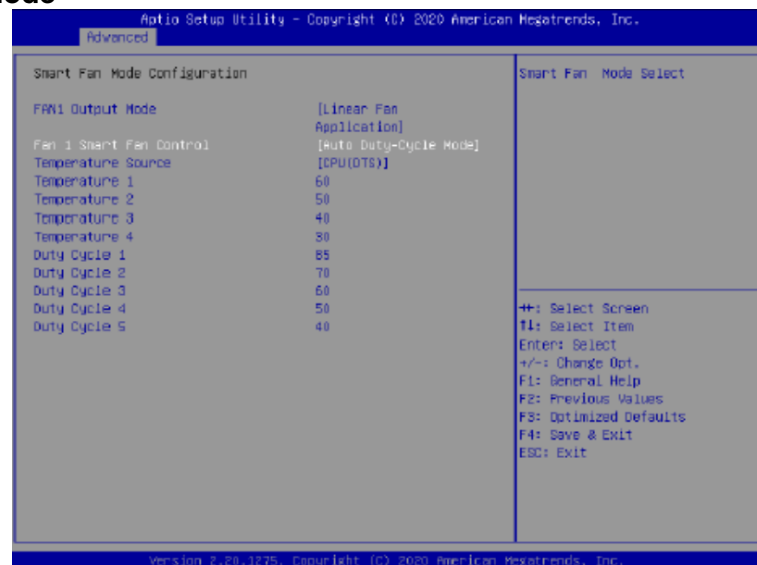 Aptio Setup Utility – Copyright (C) 2020 American Megatrends, Inc.
Advanced
Smart Fan Mode Configuration
FAN1 Output Mode [Linear Fan Application]
Fan 1 Smart Fan Control [Auto Duty-Cycle Mode]
Temperature Source [CPU(DTS)]
Temperature 1 60
Temperature 2 50
Temperature 3 40
Temperature 4 30
Duty Cycle 1 85
Duty Cycle 2 70
Duty Cycle 3 60
Duty Cycle 4 50
Duty Cycle 5 40
Smart Fan Mode Select
→←: Select Screen
↑↓: Select Item
Enter: Select
+/-: Change Opt.
F1: General Help
F2: Previous Values
F3: Optimized Defaults
F4: Save & Exit
ESC: Exit
Version 2.20.1275. Copyright (C) 2020 American Megatrends, Inc.